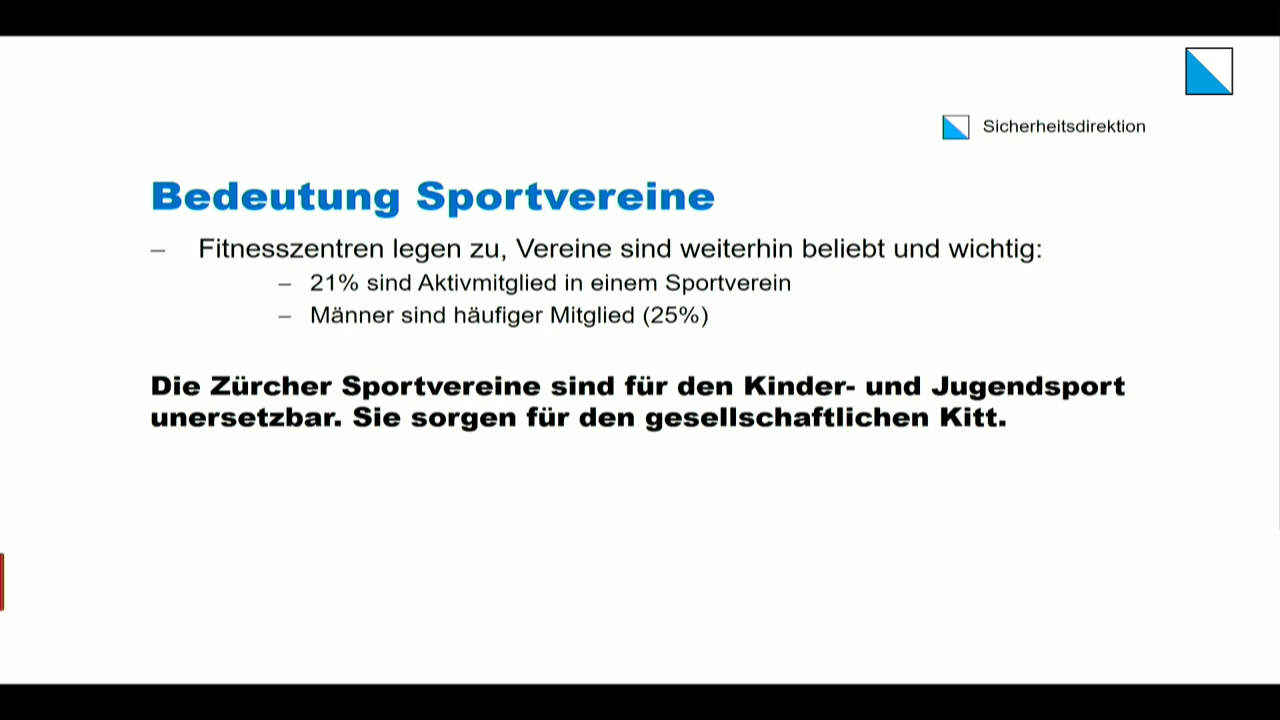 Sicherheitsdirektion
Bedeutung Sportvereine
– Fitnesszentren legen zu, Vereine sind weiterhin beliebt und wichtig:
– 21% sind Aktivmitglied in einem Sportverein
– Männer sind häufiger Mitglied (25%)
Die Zürcher Sportvereine sind für den Kinder- und Jugendsport
unersetzbar. Sie sorgen für den gesellschaftlichen Kitt.